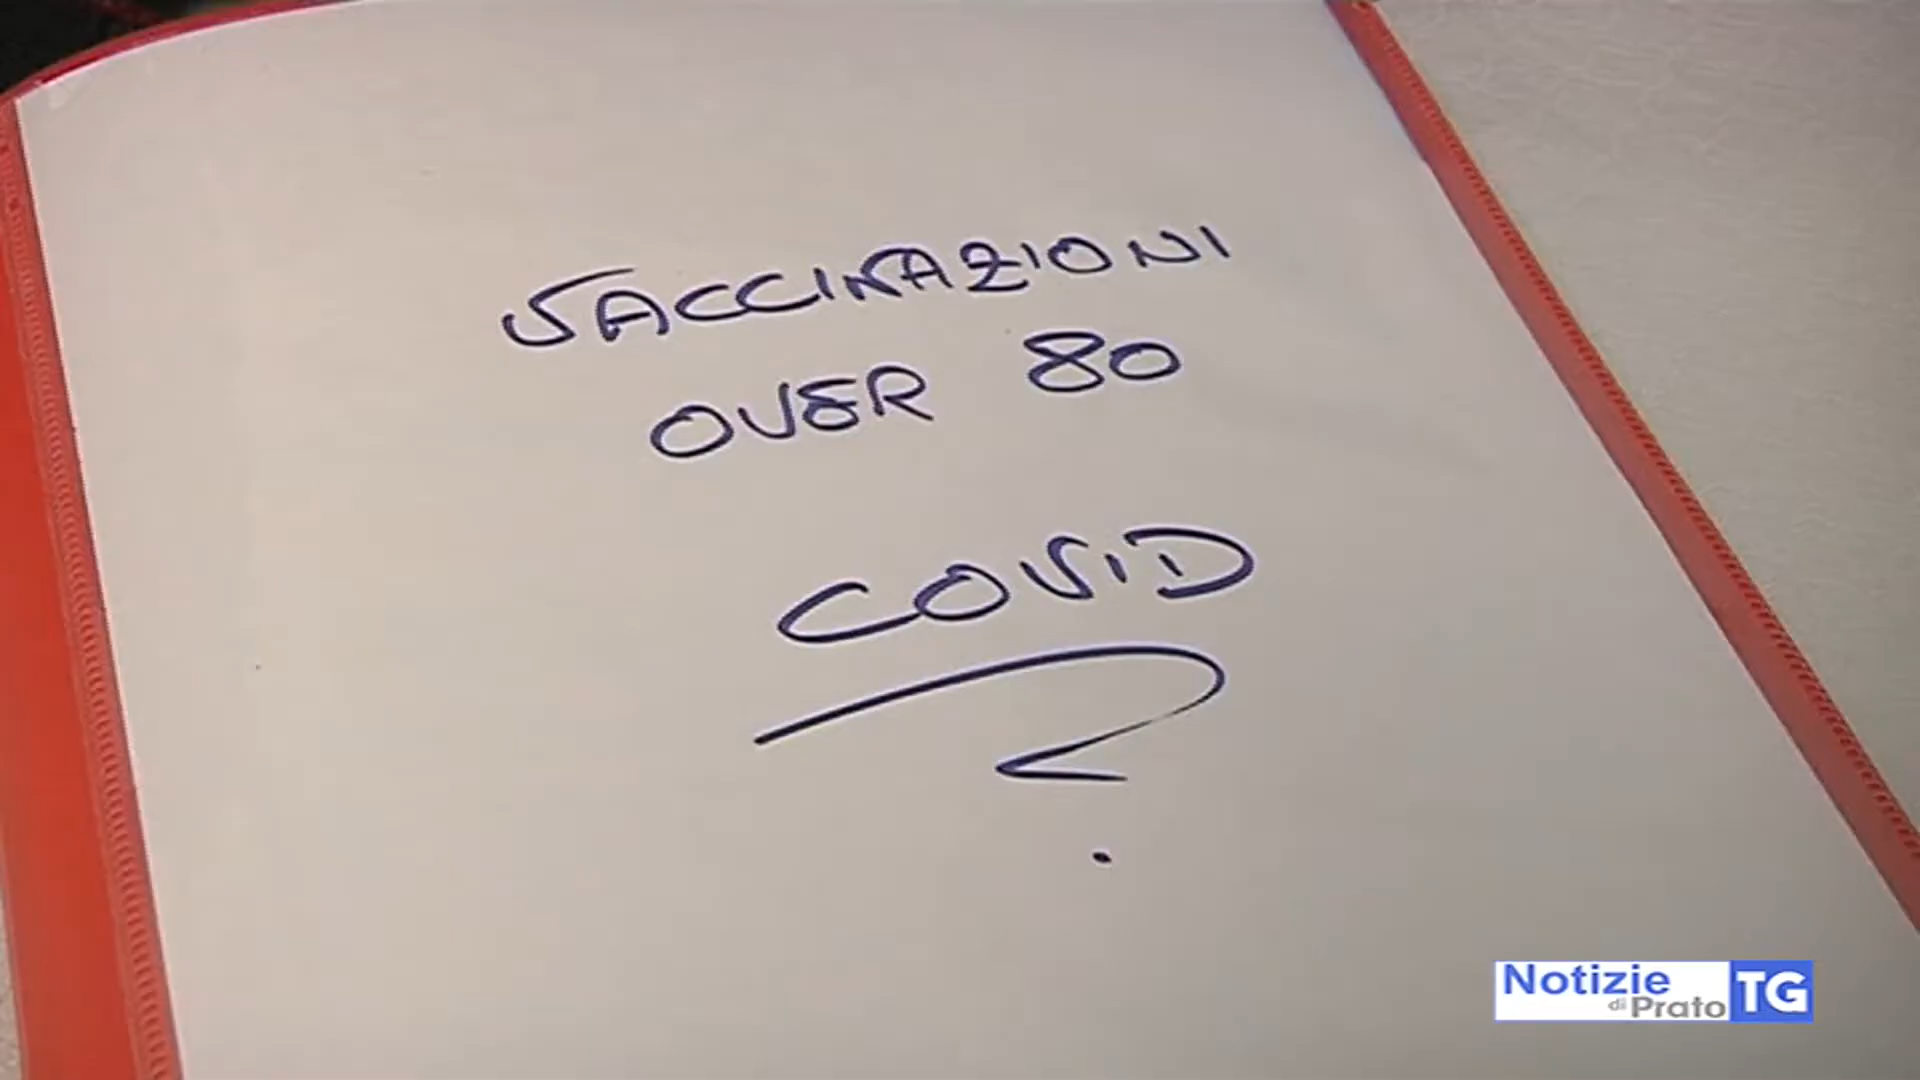 VACCINAZIONI
OVER 80
COVID
Notizie
di Prato TG